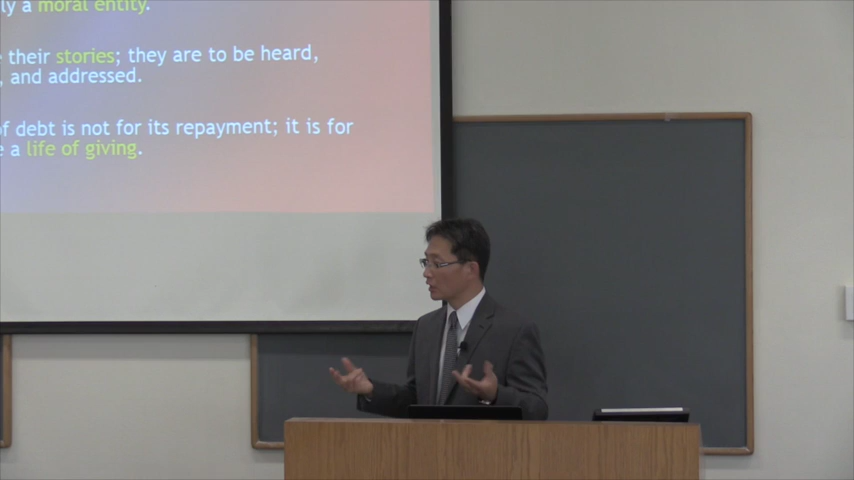 ly a moral entity.
their stories; they are to be heard,
, and addressed.
of debt is not for its repayment; it is for
a life of giving.